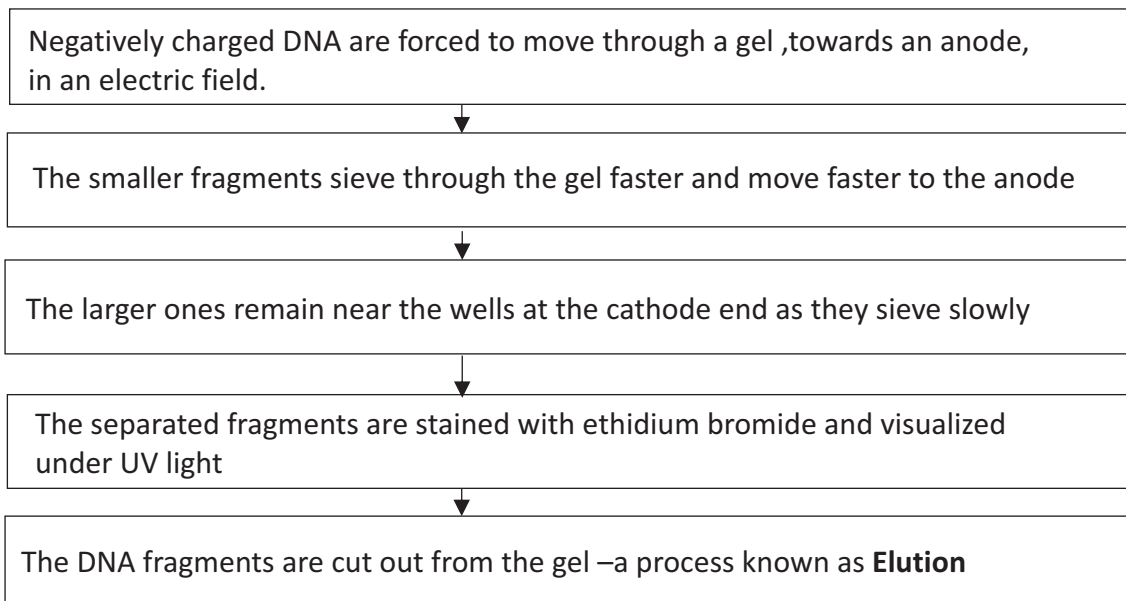 Negatively charged DNA are forced to move through a gel ,towards an anode,
in an electric field.
The smaller fragments sieve through the gel faster and move faster to the anode
The larger ones remain near the wells at the cathode end as they sieve slowly
The separated fragments are stained with ethidium bromide and visualized
under UV light
The DNA fragments are cut out from the gel –a process known as Elution